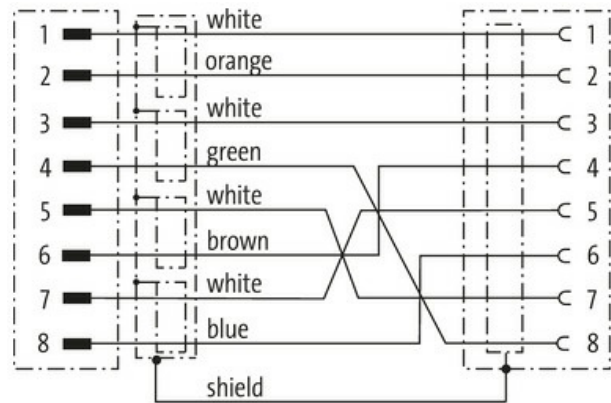 1 white 1
2 orange 2
3 white 3
4 green 4
5 white 5
6 brown 6
7 white 7
8 blue 8
shield